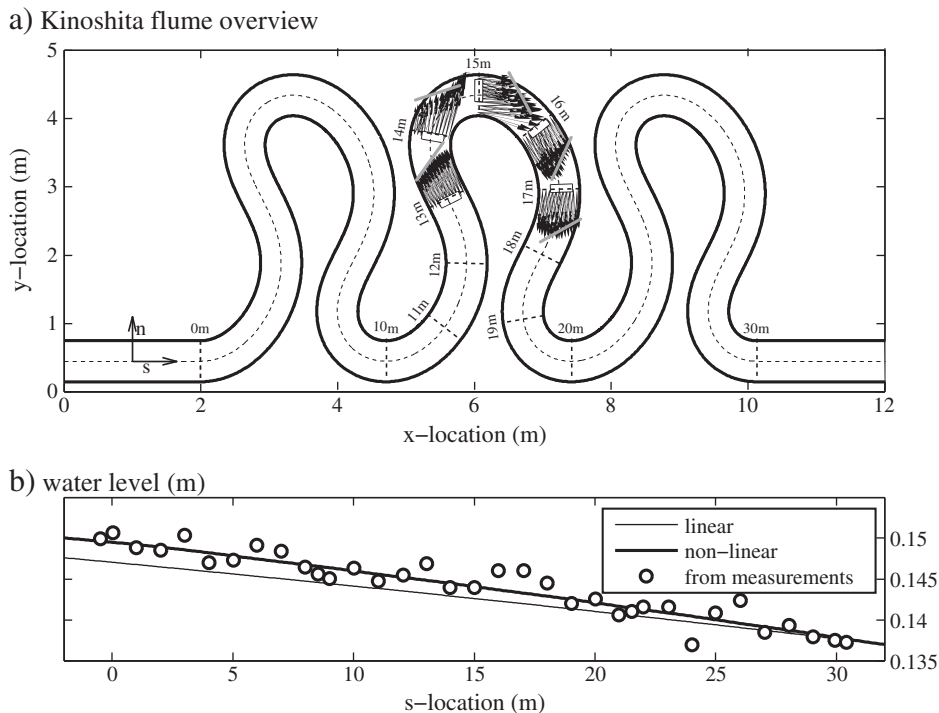 a) Kinoshita flume overview
5
4
3
2
1
0
y−location (m)
15m
16m
14m
17m
13m
18m
12m
11m
19m
n
s
0m
10m
20m
30m
0
2
4
6
8
10
12
x−location (m)
b) water level (m)
linear
non−linear
from measurements
0.15
0.145
0.14
0.135
0
5
10
15
20
25
30
s−location (m)